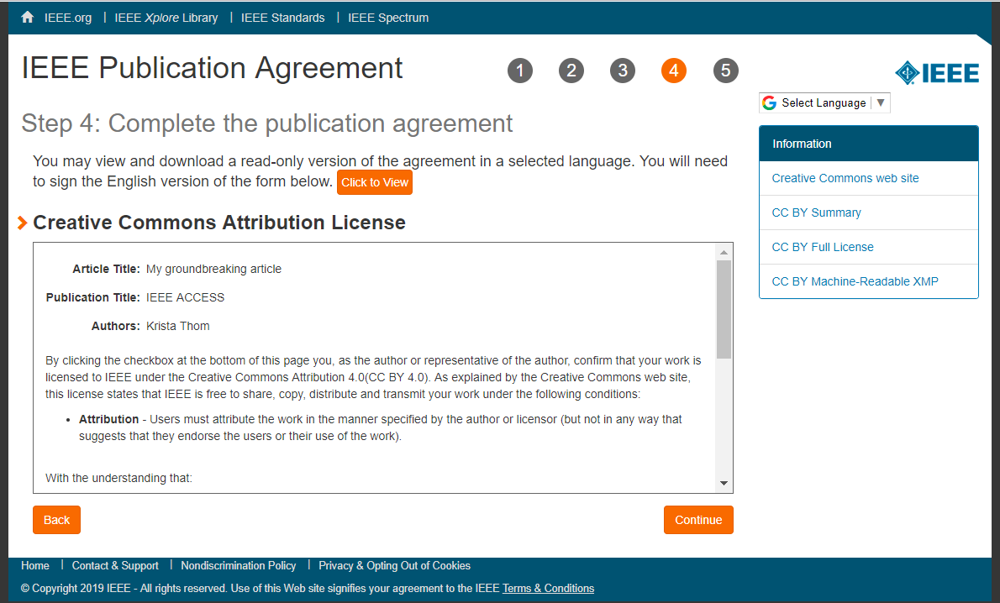 IEEE.org | IEEE Xplore Library | IEEE Standards | IEEE Spectrum
IEEE Publication Agreement
1 2 3 4 5
IEEE
Select Language ▼
Step 4: Complete the publication agreement
You may view and download a read-only version of the agreement in a selected language. You will need
to sign the English version of the form below. Click to View
Information
Creative Commons web site
CC BY Summary
CC BY Full License
CC BY Machine-Readable XMP
Creative Commons Attribution License
Article Title: My groundbreaking article
Publication Title: IEEE ACCESS
Authors: Krista Thom
By clicking the checkbox at the bottom of this page you, as the author or representative of the author, confirm that your work is
licensed to IEEE under the Creative Commons Attribution 4.0(CC BY 4.0). As explained by the Creative Commons web site,
this license states that IEEE is free to share, copy, distribute and transmit your work under the following conditions:
• Attribution - Users must attribute the work in the manner specified by the author or licensor (but not in any way that
suggests that they endorse the users or their use of the work).
With the understanding that:
Back
Continue
Home | Contact & Support | Nondiscrimination Policy | Privacy & Opting Out of Cookies
© Copyright 2019 IEEE - All rights reserved. Use of this Web site signifies your agreement to the IEEE Terms & Conditions